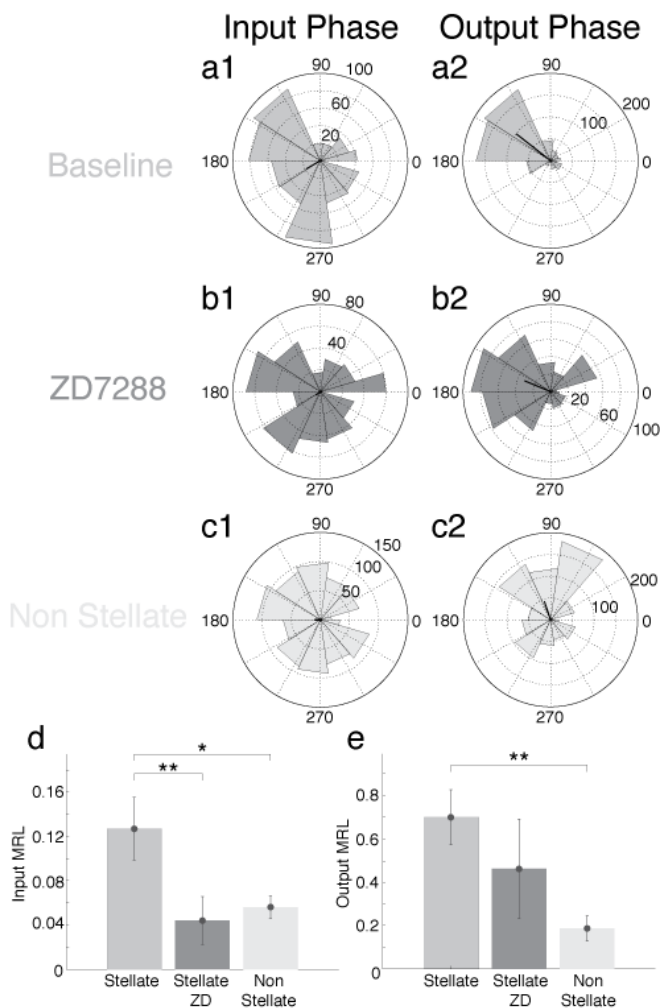 Input Phase Output Phase
a1 90 100 60 20 180 0 270
a2 90 200 100 0 270
Baseline
b1 90 80 40 180 0 270
b2 90 20 60 100 180 0 270
ZD7288
c1 90 150 100 50 180 0 270
c2 90 200 100 180 0 270
Non Stellate
d
* **
0.16
0.12
0.08
0.04
0
Input MRL
Stellate Stellate ZD Non Stellate
e
**
0.8
0.6
0.4
0.2
0
Output MRL
Stellate Stellate ZD Non Stellate